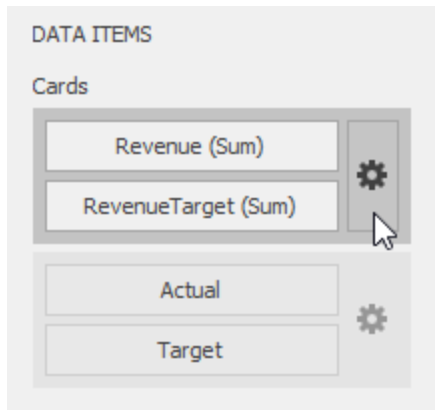 DATA ITEMS
Cards
Revenue (Sum)
RevenueTarget (Sum)
Actual
Target